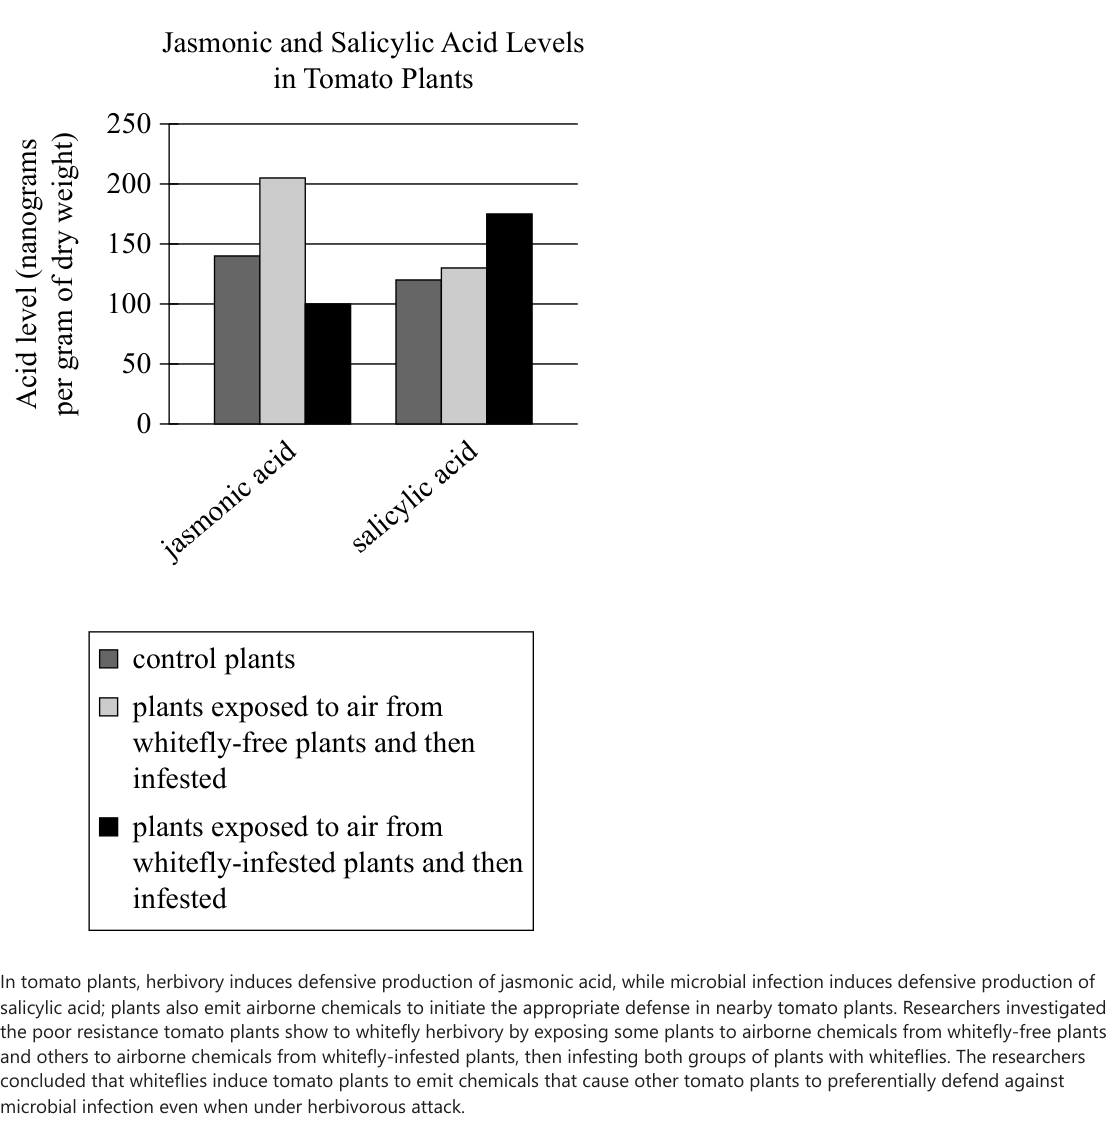 Jasmonic and Salicylic Acid Levels
in Tomato Plants
Acid level (nanograms
per gram of dry weight)
250
200
150
100
50
0
jasmonic acid
salicylic acid
control plants
plants exposed to air from
whitefly-free plants and then
infested
plants exposed to air from
whitefly-infested plants and then
infested
In tomato plants, herbivory induces defensive production of jasmonic acid, while microbial infection induces defensive production of
salicylic acid; plants also emit airborne chemicals to initiate the appropriate defense in nearby tomato plants. Researchers investigated
the poor resistance tomato plants show to whitefly herbivory by exposing some plants to airborne chemicals from whitefly-free plants
and others to airborne chemicals from whitefly-infested plants, then infesting both groups of plants with whiteflies. The researchers
concluded that whiteflies induce tomato plants to emit chemicals that cause other tomato plants to preferentially defend against
microbial infection even when under herbivorous attack.